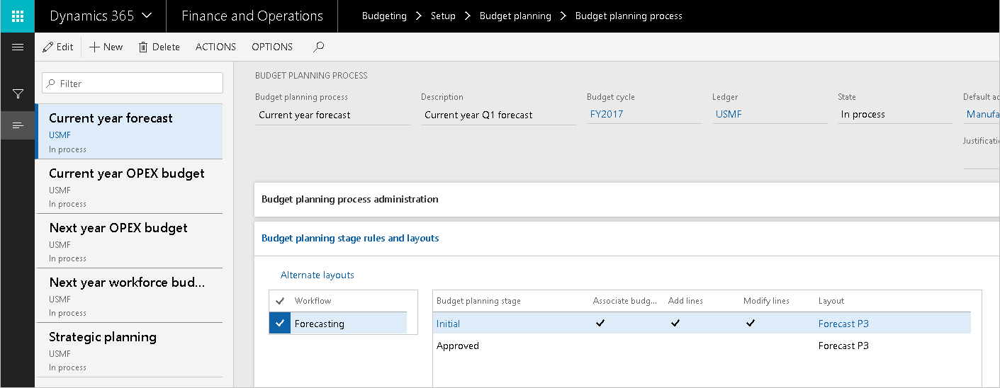 Dynamics 365 Finance and Operations Budgeting Setup Budget planning Budget planning process
Edit New Delete ACTIONS OPTIONS
Filter
Current year forecast
USMF
In process
Current year OPEX budget
USMF
In process
Next year OPEX budget
USMF
In process
Next year workforce bud...
USMF
In process
Strategic planning
USMF
In process
BUDGET PLANNING PROCESS
Budget planning process Description Budget cycle Ledger State Default
Current year forecast Current year Q1 forecast FY2017 USMF In process
Budget planning process administration
Budget planning stage rules and layouts
Alternate layouts
Workflow
Forecasting
Budget planning stage Associate budg... Add lines Modify lines Layout
Initial Forecast P3
Approved Forecast P3